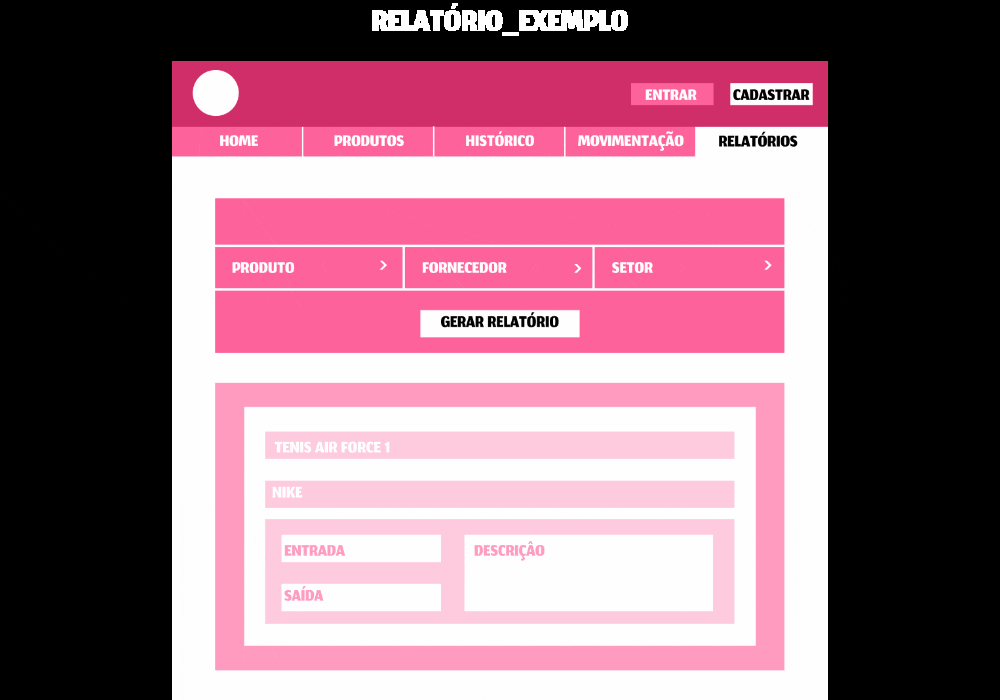 RELATÓRIO_EXEMPLO
ENTRAR CADASTRAR
HOME PRODUTOS HISTÓRICO MOVIMENTAÇÃO RELATÓRIOS
PRODUTO > FORNECEDOR > SETOR >
GERAR RELATÓRIO
TENIS AIR FORCE 1
NIKE
ENTRADA
DESCRIÇÂO
SAÍDA